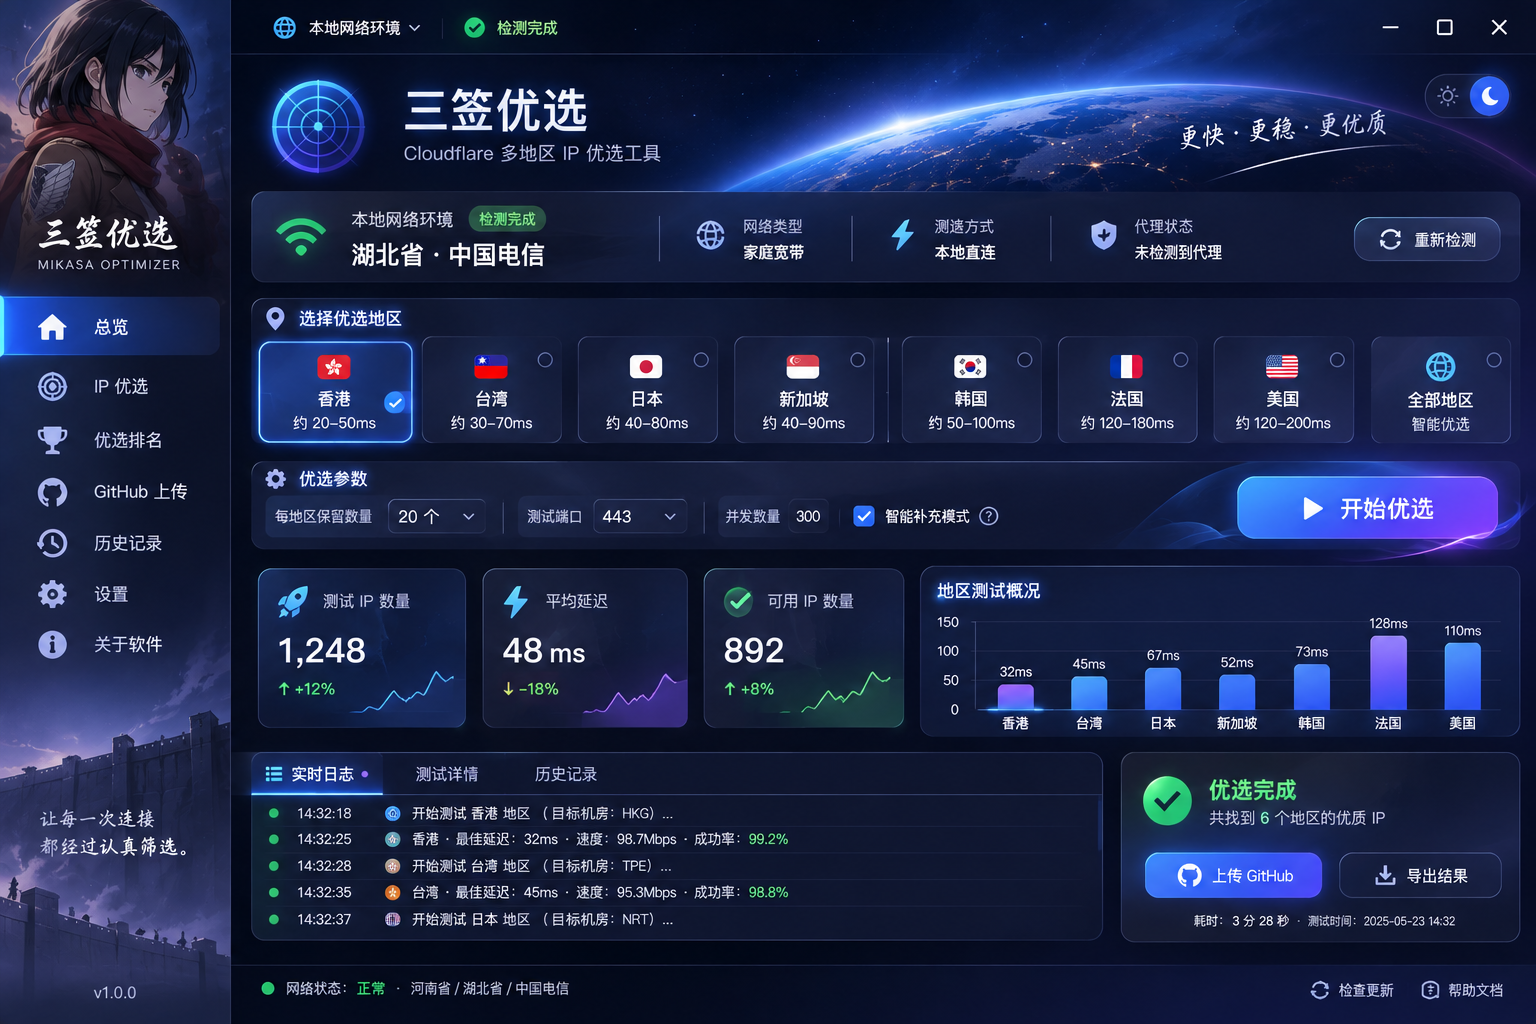 本地网络环境
检测完成
三签优选
Cloudflare 多地区 IP 优选工具
更快 · 更稳 · 更优质
三笠优选
MIKASA OPTIMIZER
总览
IP 优选
优选排名
GitHub 上传
历史记录
设置
关于软件
让每一次连接
都经过认真筛选。
v1.0.0
本地网络环境 检测完成
湖北省 · 中国电信
网络类型
家庭宽带
测速方式
本地直连
代理状态
未检测到代理
重新检测
选择优选地区
香港
约 20–50ms
台湾
约 30–70ms
日本
约 40–80ms
新加坡
约 40–90ms
韩国
约 50–100ms
法国
约 120–180ms
美国
约 120–200ms
全部地区
智能优选
优选参数
每地区保留数量 20 个
测试端口 443
并发数量 300
智能补充模式 ?
开始优选
测试 IP 数量
1,248
↑ +12%
平均延迟
48 ms
↓ –18%
可用 IP 数量
892
↑ +8%
地区测试概况
150
100
50
0
32ms
45ms
67ms
52ms
73ms
128ms
110ms
香港
台湾
日本
新加坡
韩国
法国
美国
实时日志
测试详情
历史记录
14:32:18 开始测试 香港 地区 （目标机房：HKG）...
14:32:25 香港 · 最佳延迟：32ms · 速度：98.7Mbps · 成功率：99.2%
14:32:28 开始测试 台湾 地区 （目标机房：TPE）...
14:32:35 台湾 · 最佳延迟：45ms · 速度：95.3Mbps · 成功率：98.8%
14:32:37 开始测试 日本 地区 （目标机房：NRT）...
优选完成
共找到 6 个地区的优质 IP
上传 GitHub
导出结果
耗时：3 分 28 秒 · 测试时间：2025-05-23 14:32
网络状态：正常 · 河南省 / 湖北省 / 中国电信
检查更新
帮助文档